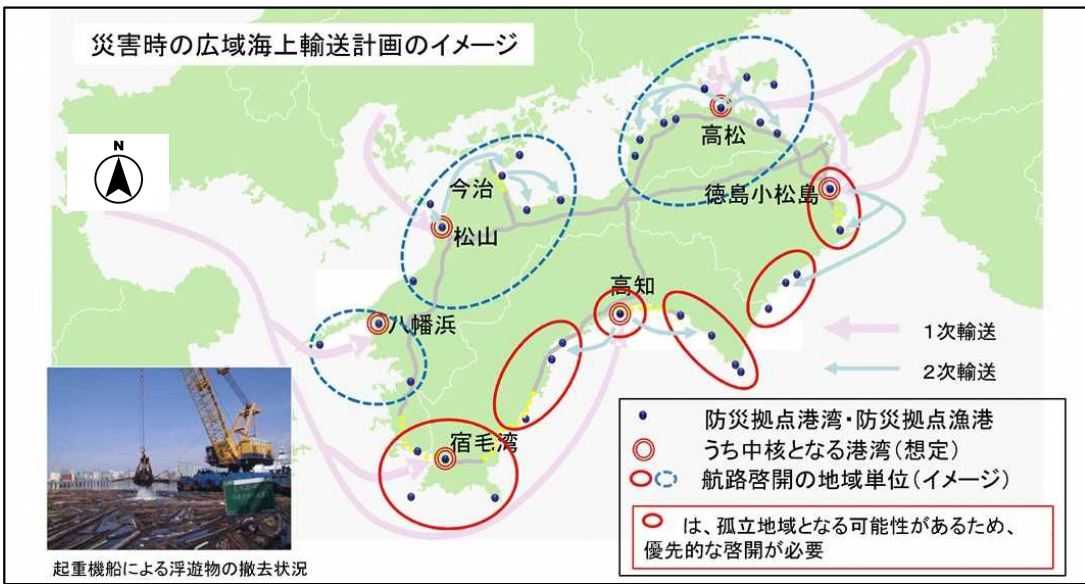 災害時の広域海上輸送計画のイメージ
N
高松
今治
徳島小松島
松山
高知
八幡浜
1次輸送
2次輸送
宿毛湾
防災拠点港湾・防災拠点漁港
うち中核となる港湾(想定)
航路啓開の地域単位(イメージ)
は、孤立地域となる可能性があるため、
優先的な啓開が必要
起重機船による浮遊物の撤去状況